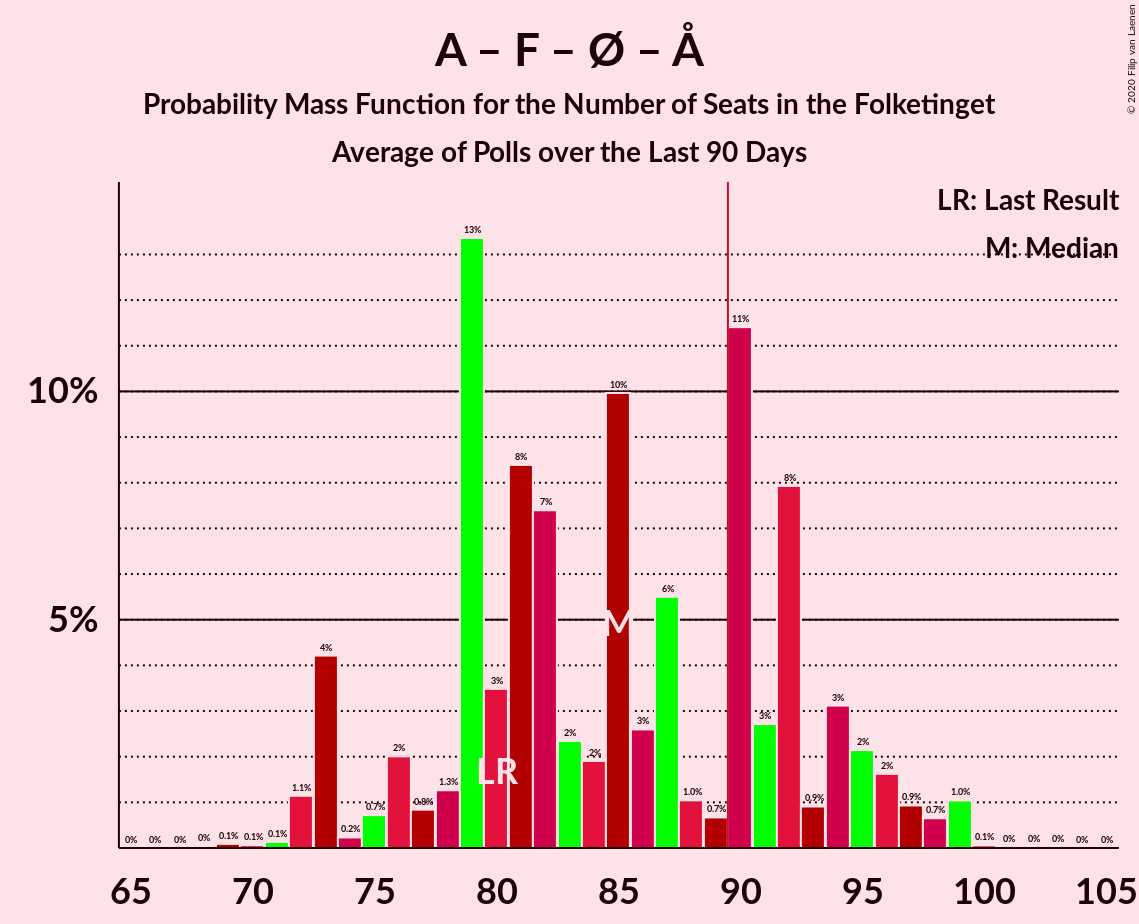 A – F – Ø – Å
Probability Mass Function for the Number of Seats in the Folketinget
Average of Polls over the Last 90 Days
© 2020 Filip van Laenen
LR: Last Result
M: Median
10%
5%
0% 0% 0% 0% 0.1% 0.1% 0.1% 1.1% 4% 0.2% 0.7% 2% 0.8% 1.3% 13% 3% 8% 7% 2% 2% 10% 3% 6% 1.0% 0.7% 11% 3% 8% 0.9% 3% 2% 2% 0.9% 0.7% 1.0% 0.1% 0% 0% 0% 0% 0%
LR
M
65 70 75 80 85 90 95 100 105